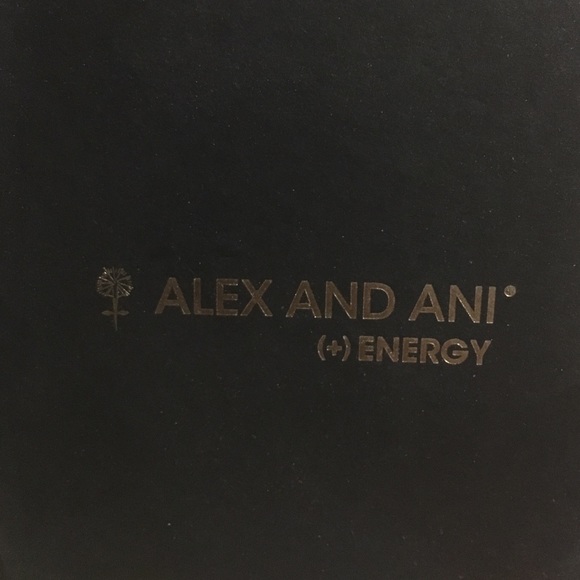 ALEX AND ANI®
(+) ENERGY